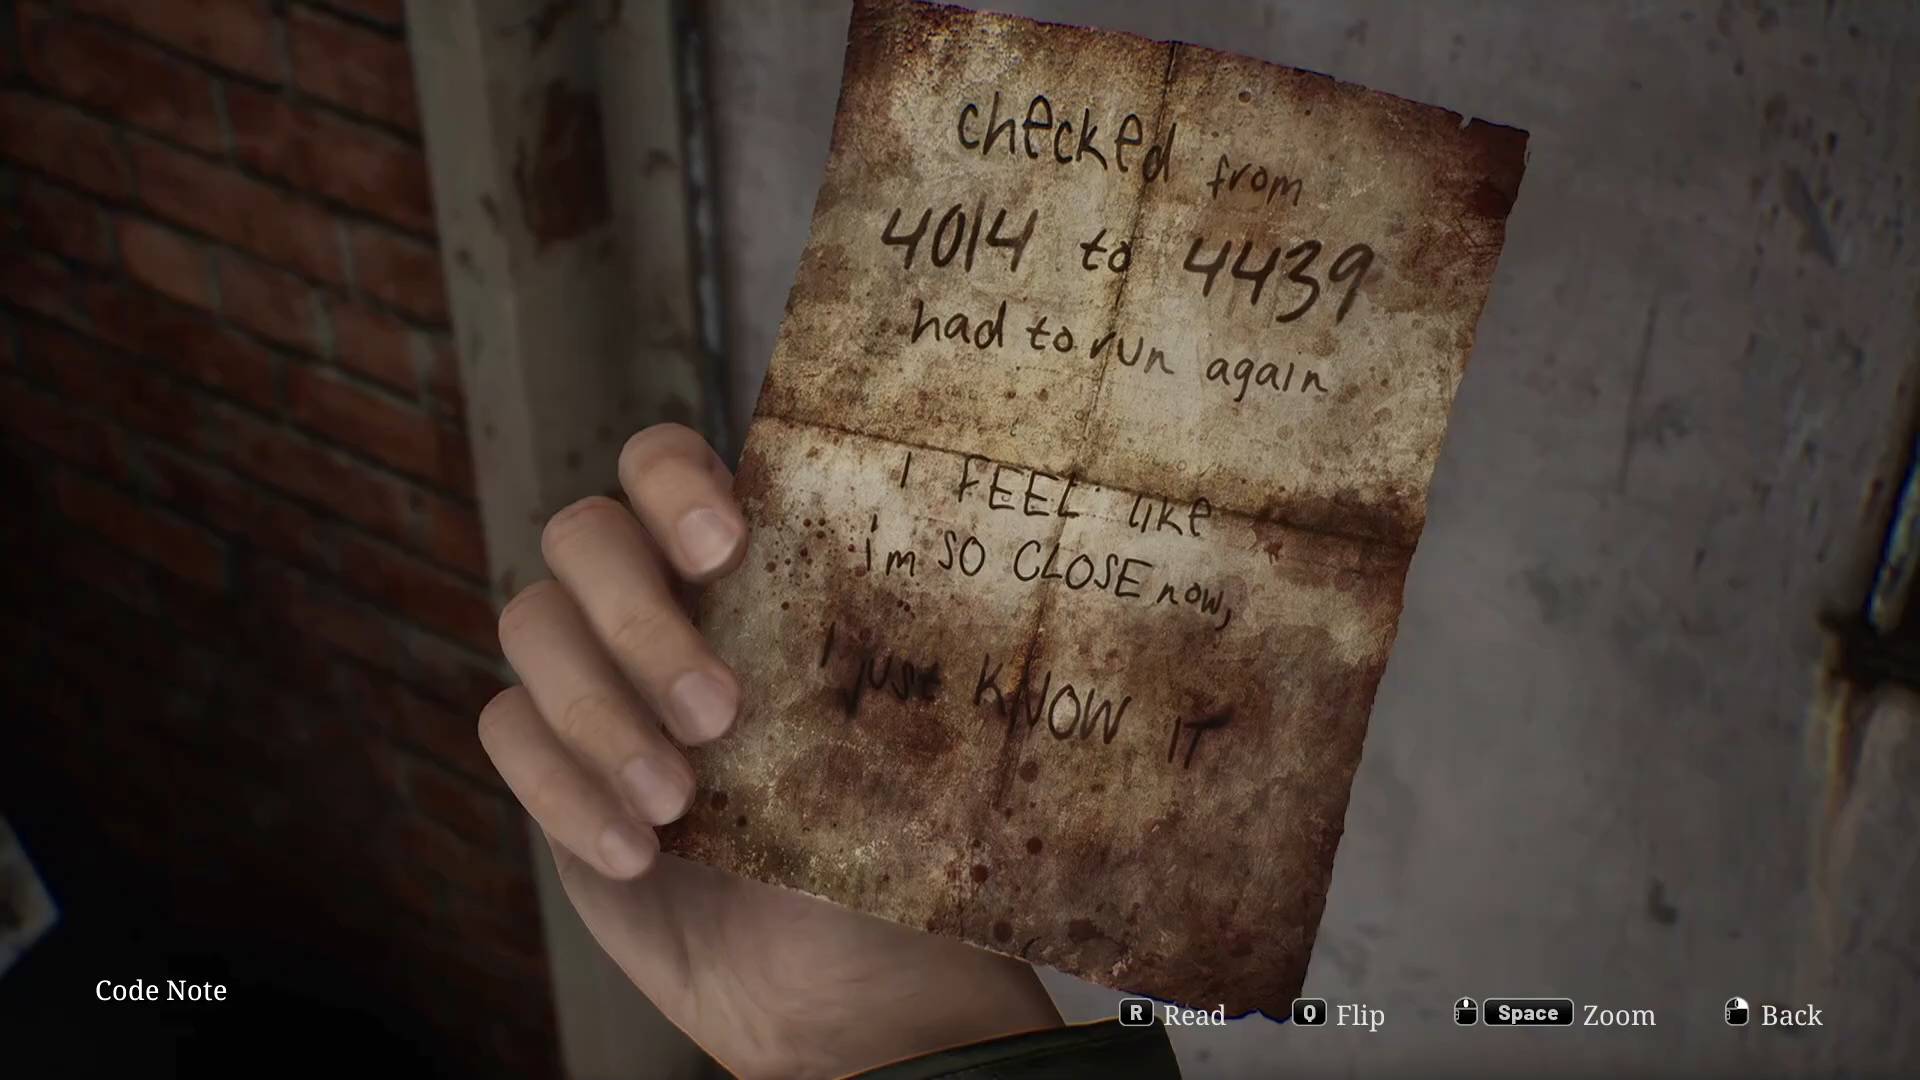 checked from
4014 to 4439
had to run again
I FEEL like
i'm SO CLOSE now,
I just KNOW IT
Code Note
R Read Q Flip Space Zoom Back